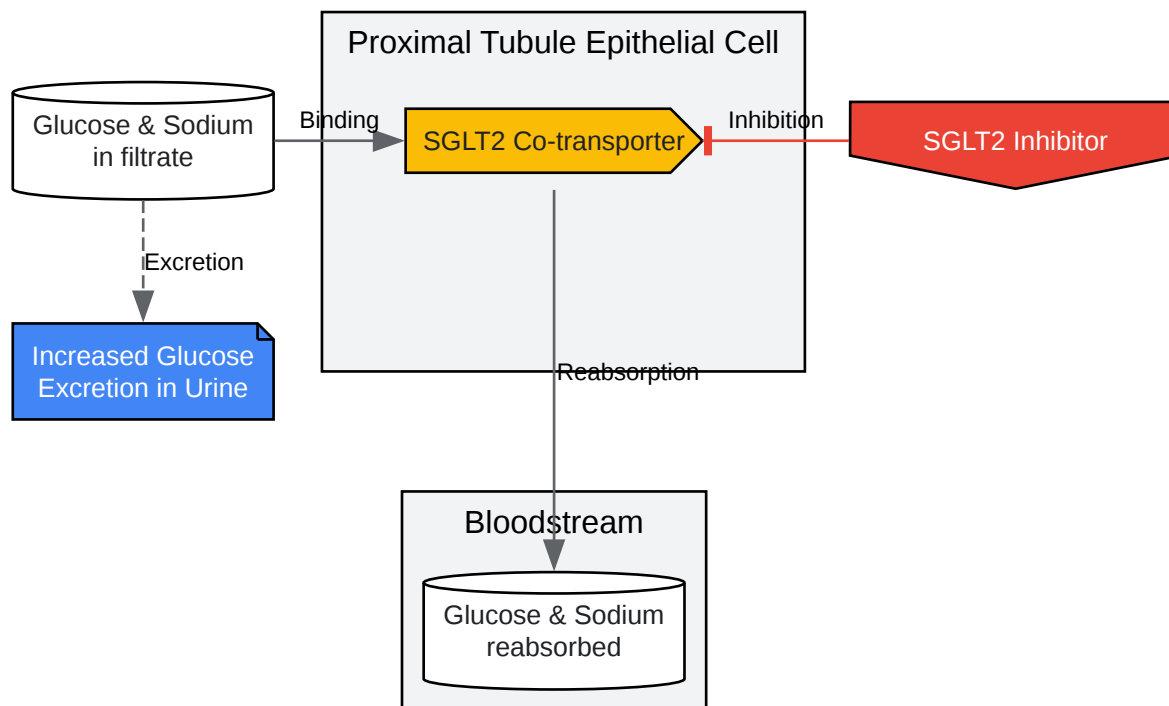 Proximal Tubule Epithelial Cell
Glucose & Sodium
in filtrate
Binding
SGLT2 Co-transporter
Inhibition
SGLT2 Inhibitor
Excretion
Increased Glucose
Excretion in Urine
Reabsorption
Bloodstream
Glucose & Sodium
reabsorbed